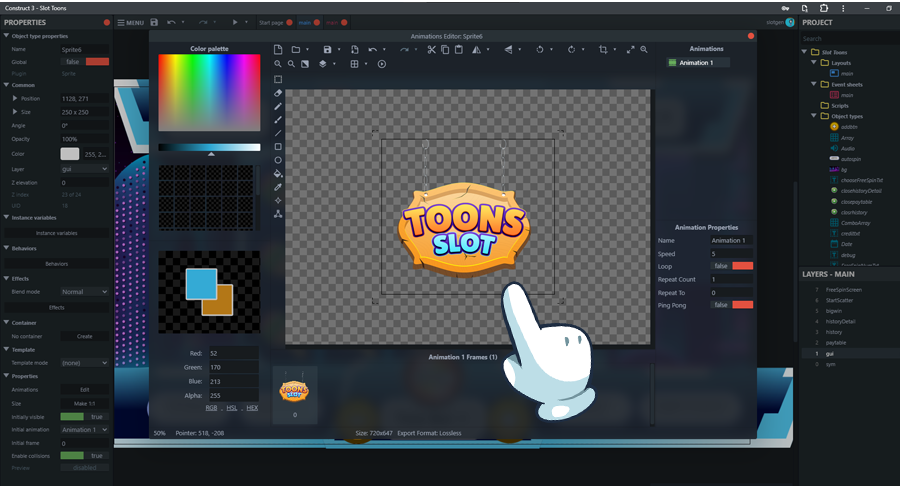 Construct 3 - Slot Toons
PROPERTIES
MENU
Start page
main
main
slotgen
PROJECT
Animations Editor: Sprite6
Search
Object type properties
Name Sprite6
Global false
Plugin Sprite
Common
Position 1128, 271
Size 250 x 250
Angle 0°
Opacity 100%
Color 255, 2...
Layer gui
Z elevation 0
Z index 23 of 24
UID 18
Instance variables
Instance variables
Behaviors
Behaviors
Effects
Blend mode Normal
Effects
Container
No container Create
Template
Template mode (none)
Properties
Animations Edit
Size Make 1:1
Initially visible true
Initial animation Animation 1
Initial frame 0
Enable collisions true
Preview disabled
Color palette
Red: 52
Green: 170
Blue: 213
Alpha: 255
RGB , HSL , HEX
50% Pointer: 518, -208
TOONS
SLOT
Animation 1 Frames (1)
TOONS
SLOT
0
Size: 720x647 Export Format: Lossless
Animations
Animation 1
Animation Properties
Name Animation 1
Speed 5
Loop false
Repeat Count 1
Repeat To 0
Ping Pong false
Slot Toons
Layouts
main
Event sheets
main
Scripts
Object types
addbtn
Array
Audio
autospin
bg
chooseFreeSpinTxt
closehistoryDetail
closepaytable
closrhistory
ComboArray
credittxt
Date
debug
LAYERS - MAIN
7 FreeSpinScreen
6 StartScatter
5 bigwin
4 historyDetail
3 history
2 paytable
1 gui
0 sym